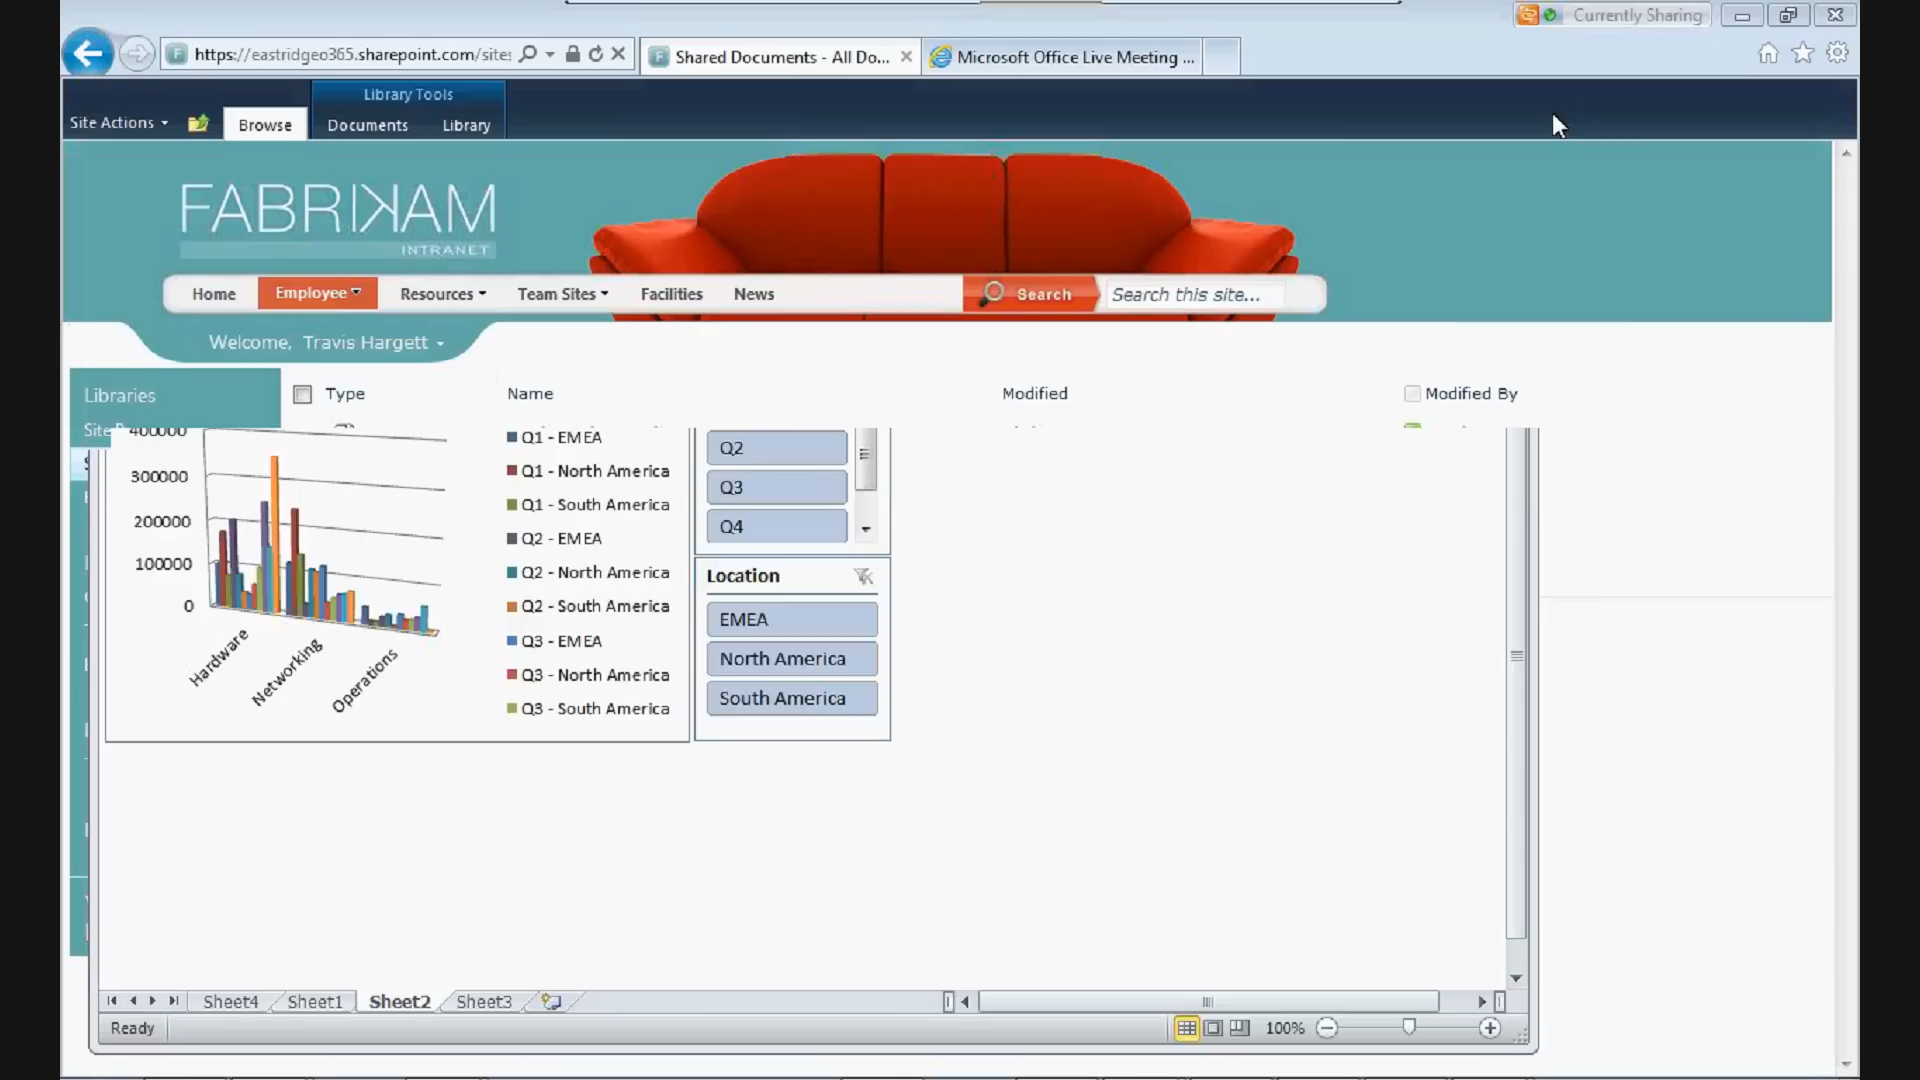 Currently Sharing
https://eastridgeo365.sharepoint.com/sites
Shared Documents - All Do...
Microsoft Office Live Meeting ...
Library Tools
Site Actions
Browse
Documents
Library
FABRIKAM
INTRANET
Home
Employee
Resources
Team Sites
Facilities
News
Search
Search this site...
Welcome, Travis Hargett
Libraries
Type
Name
Modified
Modified By
Site
400000
300000
200000
100000
0
Hardware
Networking
Operations
Q1 - EMEA
Q1 - North America
Q1 - South America
Q2 - EMEA
Q2 - North America
Q2 - South America
Q3 - EMEA
Q3 - North America
Q3 - South America
Q2
Q3
Q4
Location
EMEA
North America
South America
Sheet4
Sheet1
Sheet2
Sheet3
Ready
100%